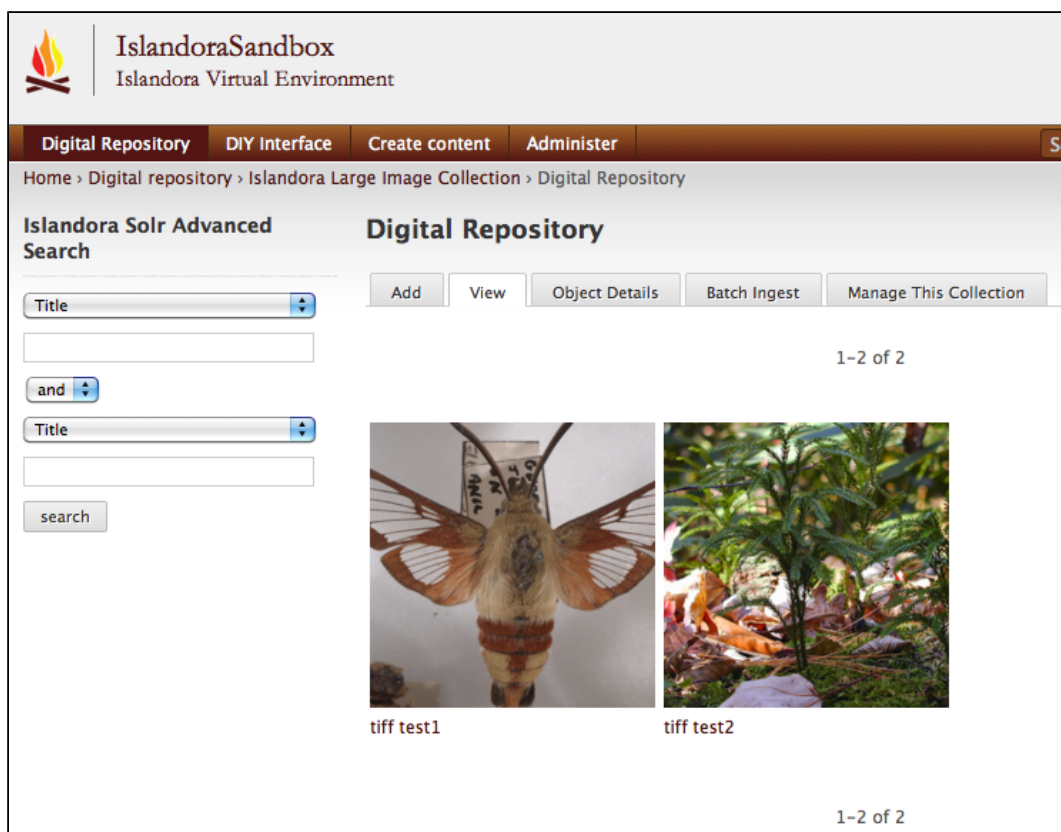 IslandoraSandbox
Islandora Virtual Environment
Digital Repository DIY Interface Create content Administer
Home › Digital repository › Islandora Large Image Collection › Digital Repository
Islandora Solr Advanced
Search
Title
and
Title
search
Digital Repository
Add View Object Details Batch Ingest Manage This Collection
1-2 of 2
tiff test1 tiff test2
1-2 of 2